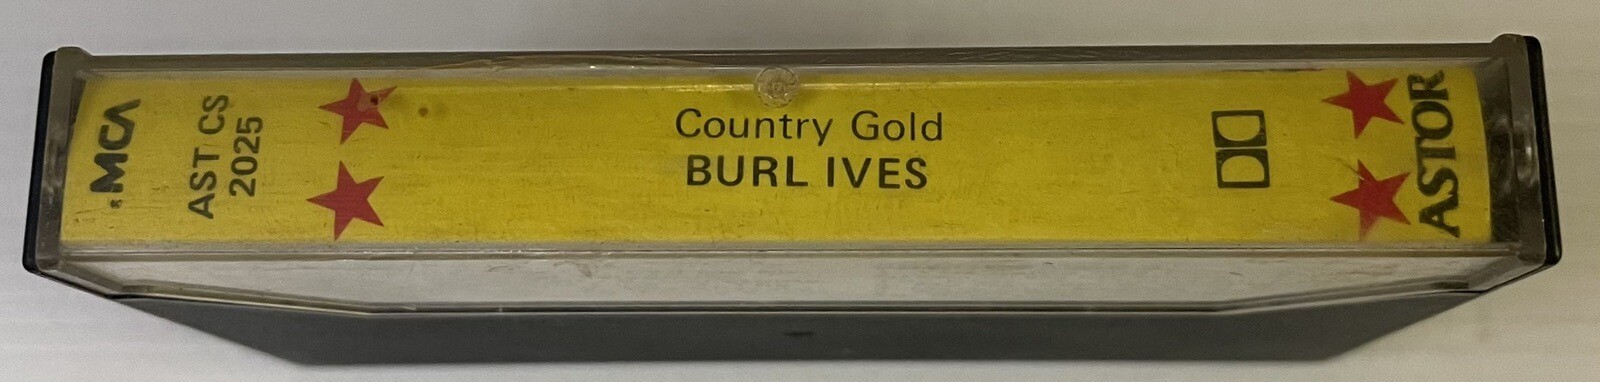 MCA
AST CS
2025
Country Gold
BURL IVES
ASTOR